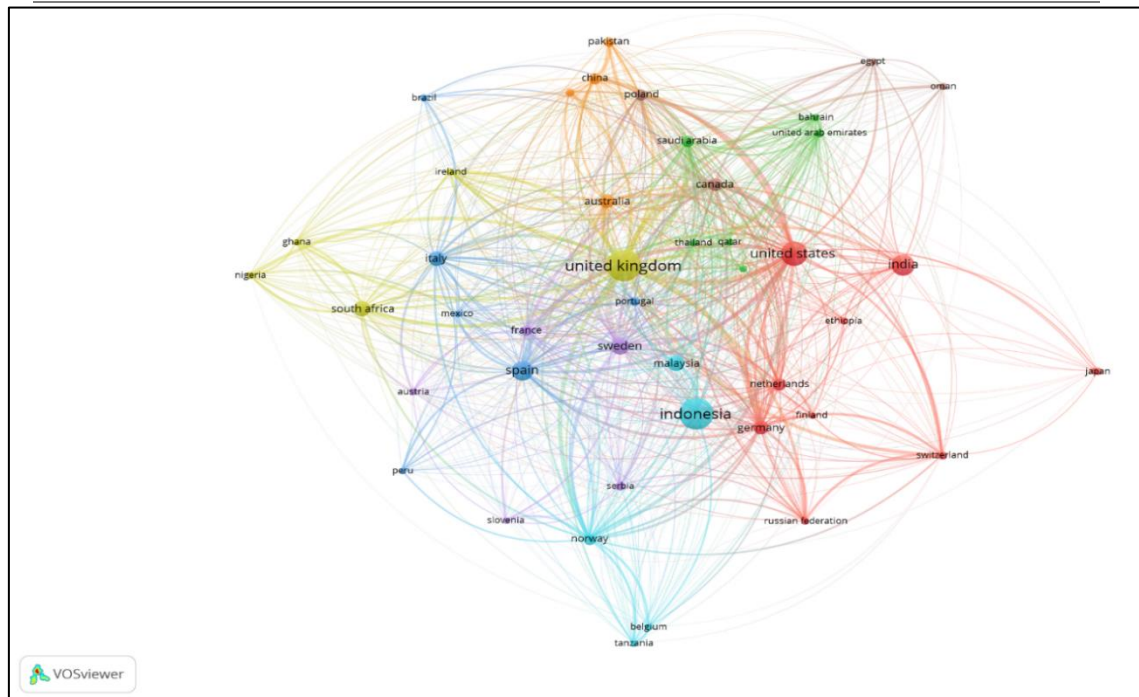 pakistan
egypt
china
oman
brazil
poland
bahrain
united arab emirates
saudi arabia
ireland
canada
australia
ghana
thailand
qatar
united states
italy
united kingdom
india
nigeria
portugal
south africa
mexico
ethiopia
france
sweden
malaysia
spain
japan
netherlands
austria
indonesia
finland
germany
switzerland
peru
serbia
slovenia
russian federation
norway
belgium
tanzania
VOSviewer